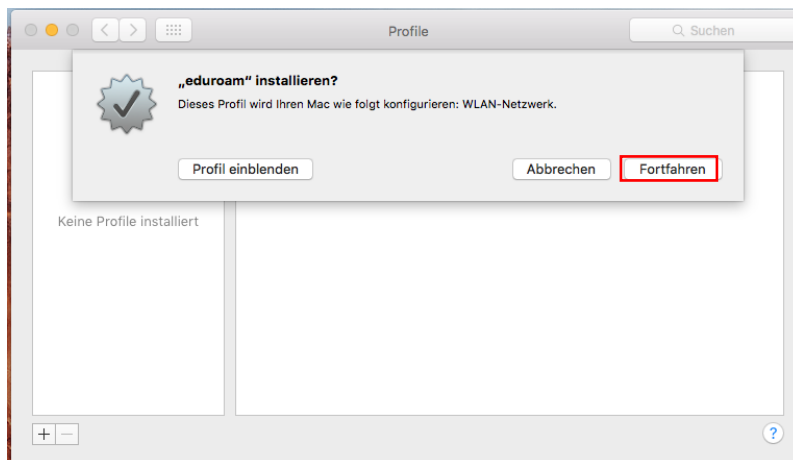 Profile
Suchen
„eduroam“ installieren?
Dieses Profil wird Ihren Mac wie folgt konfigurieren: WLAN-Netzwerk.
Profil einblenden
Abbrechen
Fortfahren
Keine Profile installiert
+
−
?